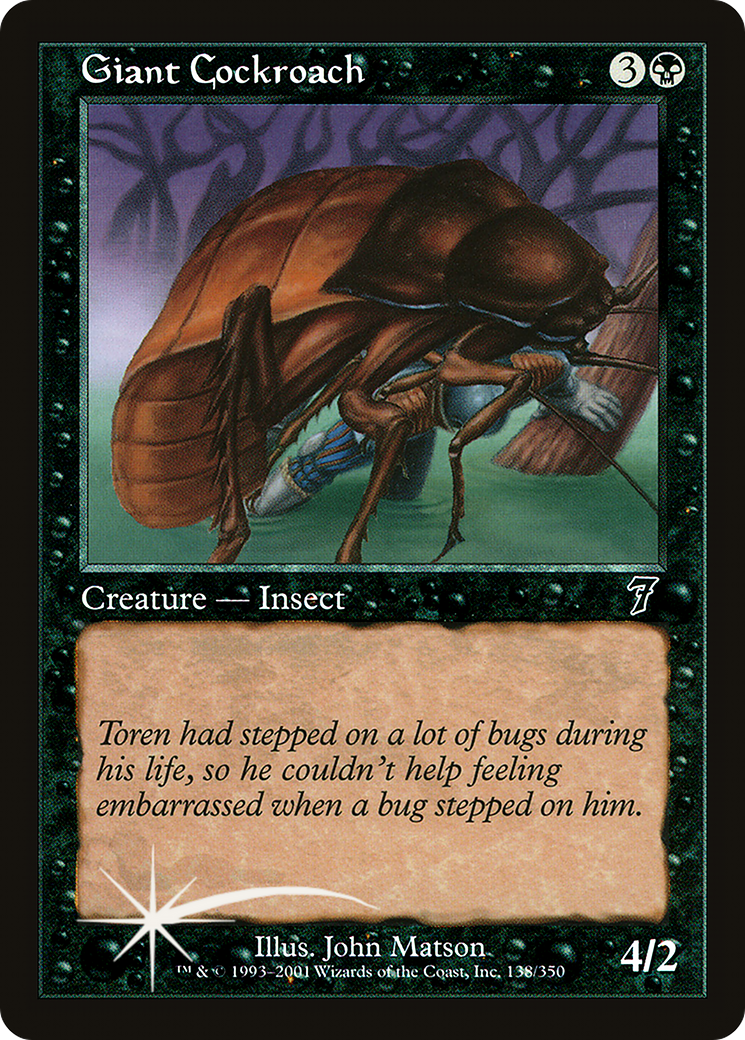 Giant Cockroach
3
Creature — Insect
7
Toren had stepped on a lot of bugs during
his life, so he couldn't help feeling
embarrassed when a bug stepped on him.
Illus. John Matson
™ & © 1993-2001 Wizards of the Coast, Inc. 138/350
4/2